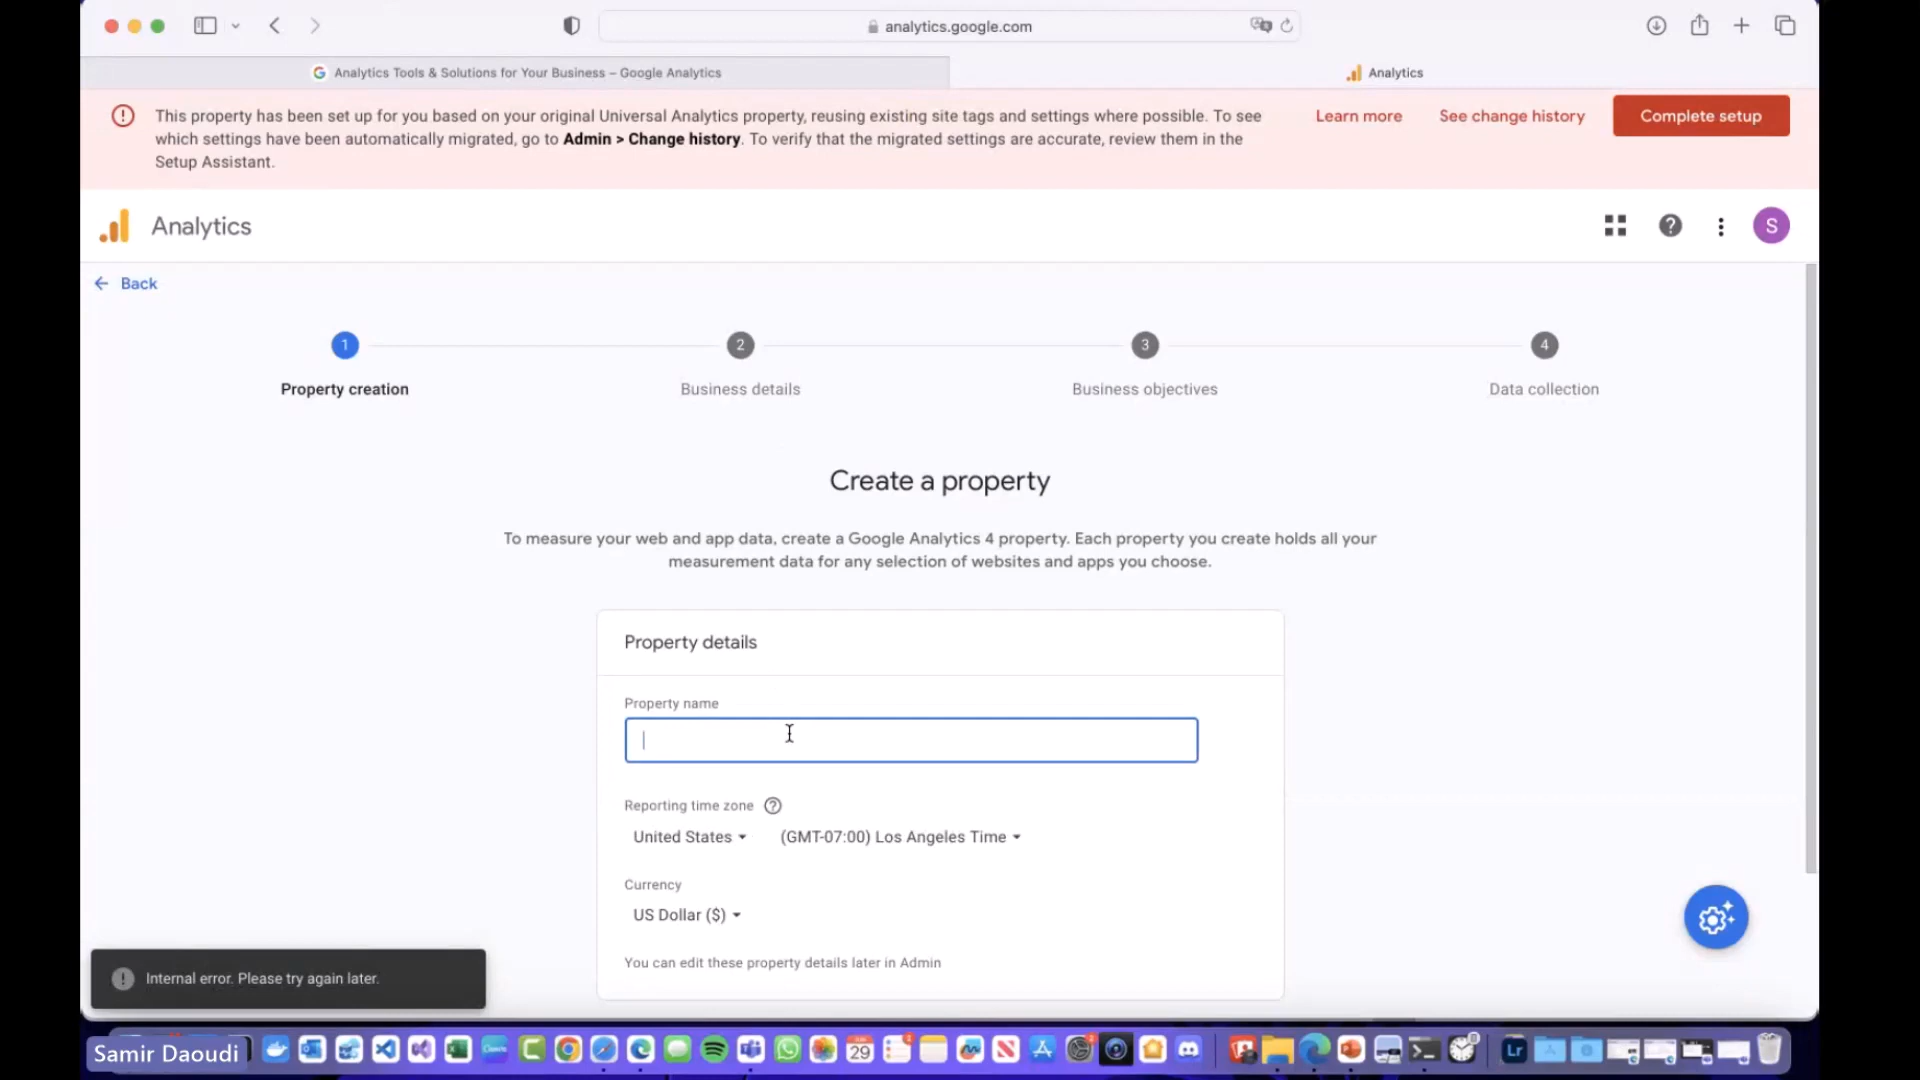 analytics.google.com
Analytics Tools & Solutions for Your Business – Google Analytics
Analytics
This property has been set up for you based on your original Universal Analytics property, reusing existing site tags and settings where possible. To see
which settings have been automatically migrated, go to Admin > Change history. To verify that the migrated settings are accurate, review them in the
Setup Assistant.
Learn more
See change history
Complete setup
Analytics
S
Back
1
2
3
4
Property creation
Business details
Business objectives
Data collection
Create a property
To measure your web and app data, create a Google Analytics 4 property. Each property you create holds all your
measurement data for any selection of websites and apps you choose.
Property details
Property name
Reporting time zone
United States
(GMT-07:00) Los Angeles Time
Currency
US Dollar ($)
You can edit these property details later in Admin
Internal error. Please try again later.
Samir Daoudi
29
Lr